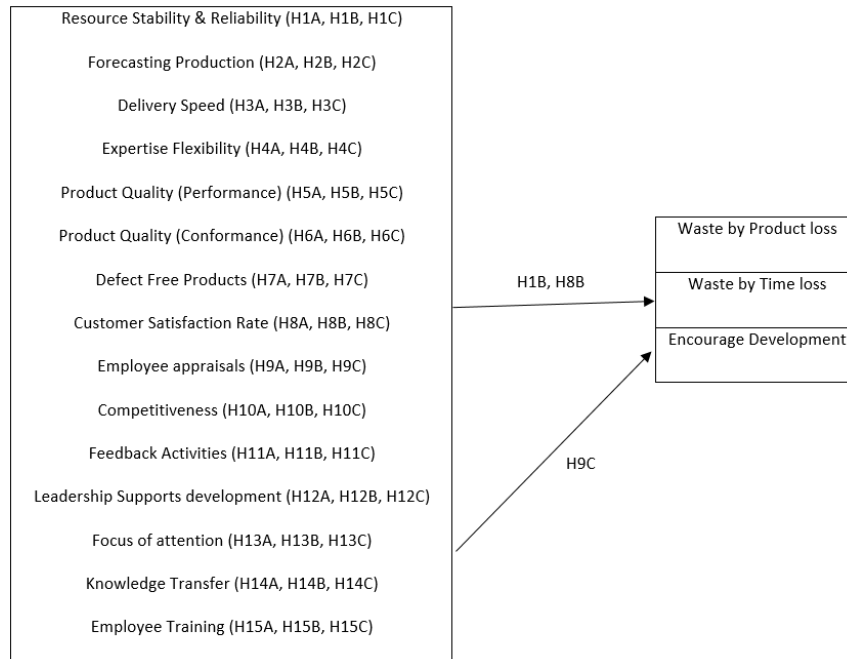 Resource Stability & Reliability (H1A, H1B, H1C)
Forecasting Production (H2A, H2B, H2C)
Delivery Speed (H3A, H3B, H3C)
Expertise Flexibility (H4A, H4B, H4C)
Product Quality (Performance) (H5A, H5B, H5C)
Product Quality (Conformance) (H6A, H6B, H6C)
Defect Free Products (H7A, H7B, H7C)
Customer Satisfaction Rate (H8A, H8B, H8C)
Employee appraisals (H9A, H9B, H9C)
Competitiveness (H10A, H10B, H10C)
Feedback Activities (H11A, H11B, H11C)
Leadership Supports development (H12A, H12B, H12C)
Focus of attention (H13A, H13B, H13C)
Knowledge Transfer (H14A, H14B, H14C)
Employee Training (H15A, H15B, H15C)
H1B, H8B
H9C
Waste by Product loss
Waste by Time loss
Encourage Development